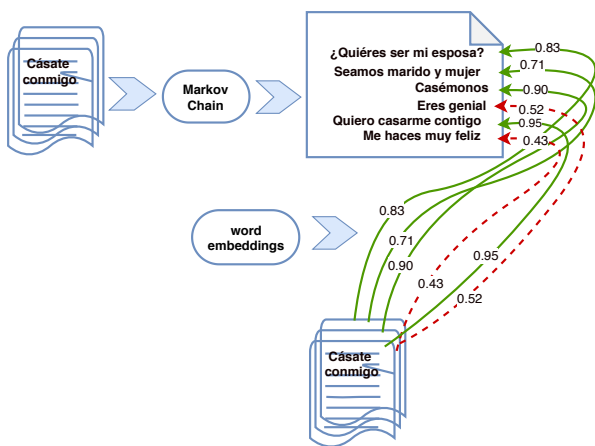 Cásate
conmigo
Markov
Chain
¿Quiéres ser mi esposa?
Seamos marido y mujer
Casémonos
Eres genial
Quiero casarme contigo
Me haces muy feliz
0.83
0.71
0.90
0.52
0.95
0.43
word
embeddings
0.83
0.71
0.90
0.43
0.95
0.52
Cásate
conmigo